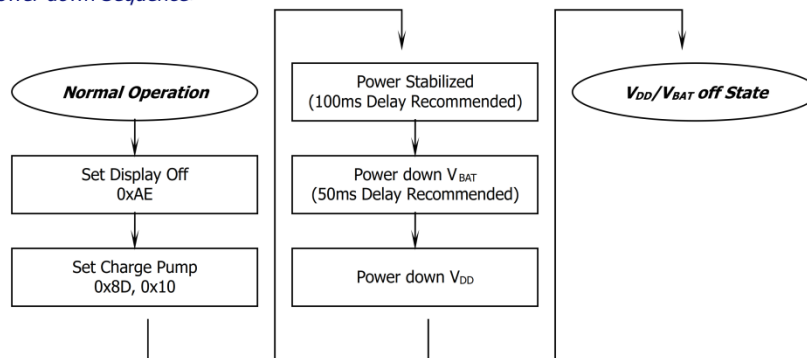 ower down Sequence
Normal Operation
Set Display Off
0xAE
Set Charge Pump
0x8D, 0x10
Power Stabilized
(100ms Delay Recommended)
Power down VBAT
(50ms Delay Recommended)
Power down VDD
VDD/VBAT off State